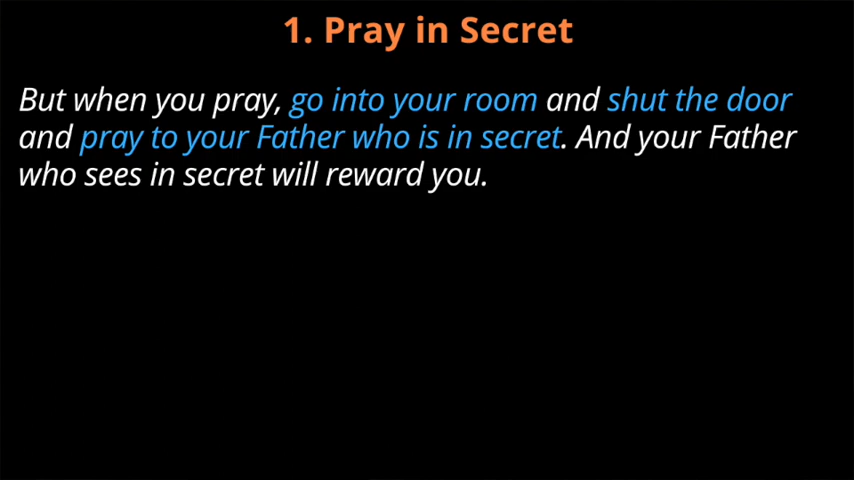 1. Pray in Secret
But when you pray, go into your room and shut the door
and pray to your Father who is in secret. And your Father
who sees in secret will reward you.